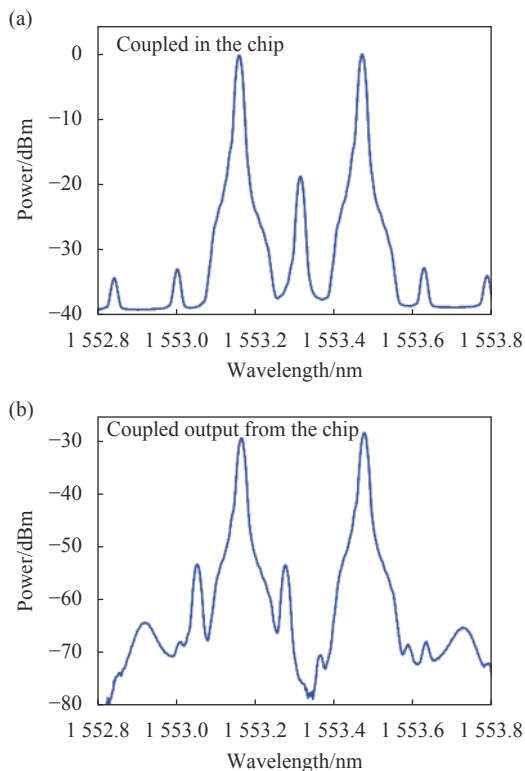 (a)
Coupled in the chip
0
−10
−20
−30
−40
Power/dBm
1 552.8 1 553.0 1 553.2 1 553.4 1 553.6 1 553.8
Wavelength/nm
(b)
Coupled output from the chip
−30
−40
−50
−60
−70
−80
Power/dBm
1 552.8 1 553.0 1 553.2 1 553.4 1 553.6 1 553.8
Wavelength/nm